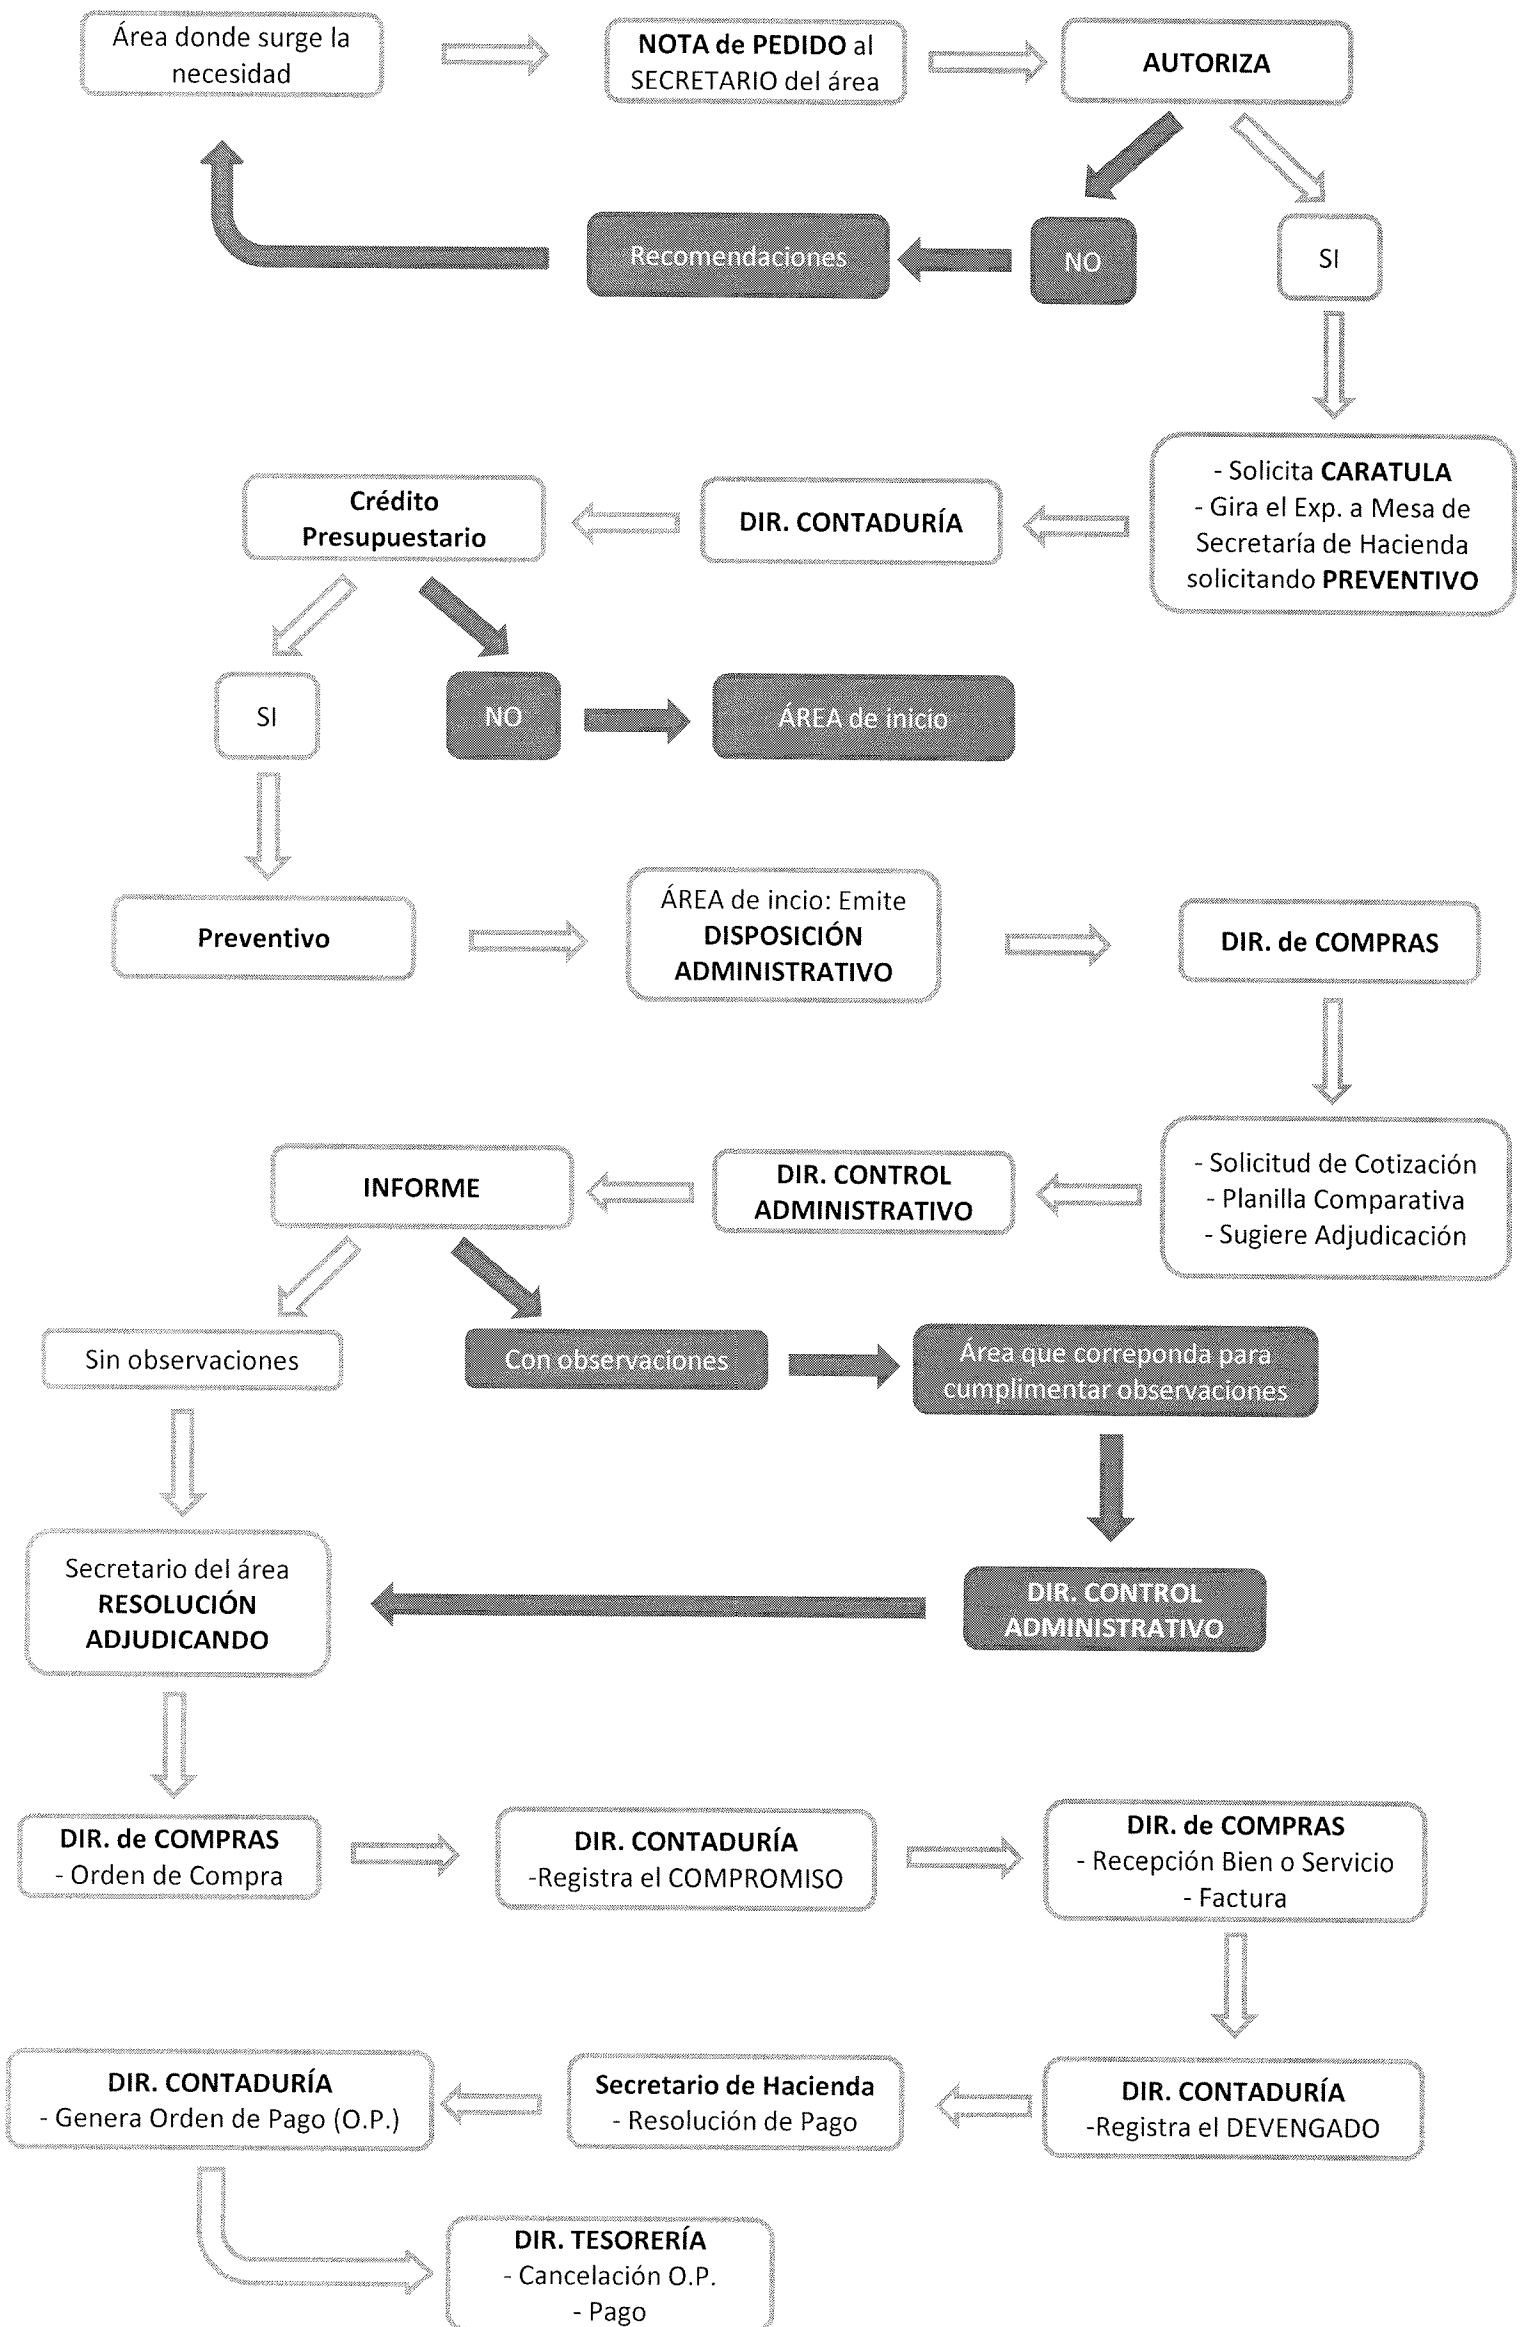 Área donde surge la
necesidad
NOTA de PEDIDO al
SECRETARIO del área
AUTORIZA
Recomendaciones
NO
SI
- Solicita CARATULA
- Gira el Exp. a Mesa de
Secretaría de Hacienda
solicitando PREVENTIVO
DIR. CONTADURÍA
Crédito
Presupuestario
SI
NO
ÁREA de inicio
Preventivo
ÁREA de incio: Emite
DISPOSICIÓN
ADMINISTRATIVO
DIR. de COMPRAS
- Solicitud de Cotización
- Planilla Comparativa
- Sugiere Adjudicación
DIR. CONTROL
ADMINISTRATIVO
INFORME
Sin observaciones
Con observaciones
Área que correponda para
cumplimentar observaciones
DIR. CONTROL
ADMINISTRATIVO
Secretario del área
RESOLUCIÓN
ADJUDICANDO
DIR. de COMPRAS
- Orden de Compra
DIR. CONTADURÍA
-Registra el COMPROMISO
DIR. de COMPRAS
- Recepción Bien o Servicio
- Factura
DIR. CONTADURÍA
-Registra el DEVENGADO
Secretario de Hacienda
- Resolución de Pago
DIR. CONTADURÍA
- Genera Orden de Pago (O.P.)
DIR. TESORERÍA
- Cancelación O.P.
- Pago